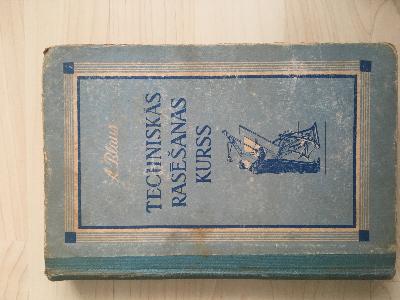 A. Blaus
TECHNISKĀS
RASĒŠANAS
KURSS